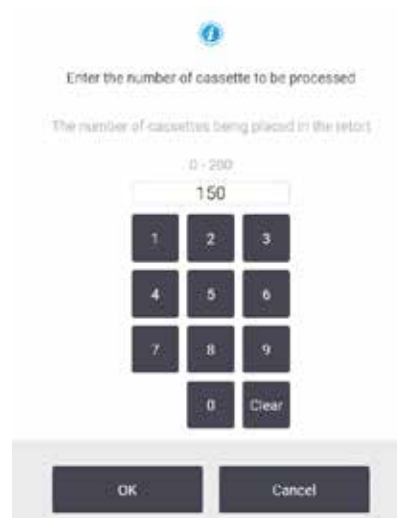 Enter the number of cassette to be processed
The number of cassettes being placed in the retort
0 - 200
150
1 2 3
4 5 6
7 8 9
0 Clear
OK Cancel